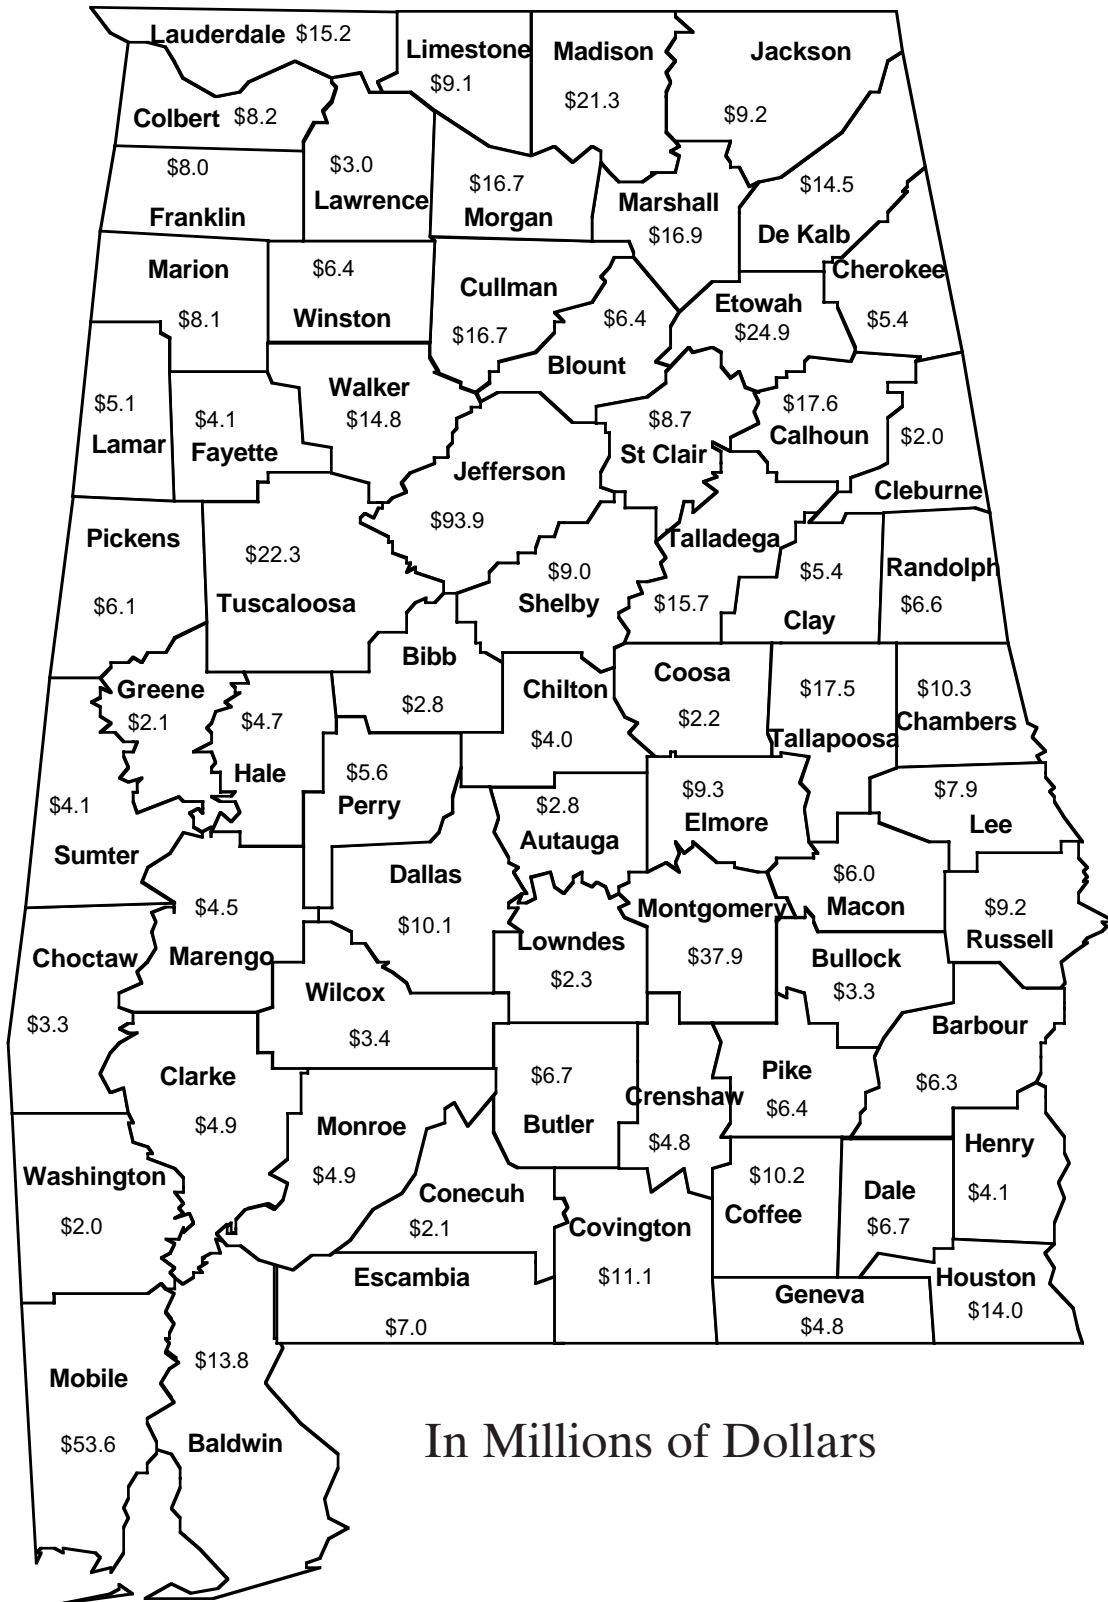 Lauderdale $15.2
Limestone
$9.1
Madison
$21.3
Jackson
$9.2
Colbert $8.2
$8.0
Franklin
$3.0
Lawrence
$16.7
Morgan
Marshall
$16.9
$14.5
De Kalb
Cherokee
$5.4
Marion
$8.1
$6.4
Winston
Cullman
$16.7
$6.4
Blount
Etowah
$24.9
$5.1
Lamar
$4.1
Fayette
Walker
$14.8
Jefferson
$93.9
$8.7
St Clair
$17.6
Calhoun
$2.0
Cleburne
Pickens
$6.1
$22.3
Tuscaloosa
$9.0
Shelby
Talladega
$15.7
$5.4
Clay
Randolph
$6.6
Greene
$2.1
$4.7
Hale
Bibb
$2.8
Chilton
$4.0
Coosa
$2.2
$17.5
Tallapoosa
$10.3
Chambers
$4.1
Sumter
$5.6
Perry
$2.8
Autauga
$9.3
Elmore
$7.9
Lee
Dallas
$10.1
$4.5
Marengo
Choctaw
$3.3
Lowndes
$2.3
Montgomery
$37.9
$6.0
Macon
$9.2
Russell
Wilcox
$3.4
Bullock
$3.3
Barbour
$6.3
Clarke
$4.9
Monroe
$4.9
$6.7
Butler
Crenshaw
$4.8
Pike
$6.4
Henry
$4.1
Washington
$2.0
Conecuh
$2.1
Covington
$11.1
$10.2
Coffee
Dale
$6.7
Escambia
$7.0
Geneva
$4.8
Houston
$14.0
Mobile
$53.6
$13.8
Baldwin
In Millions of Dollars